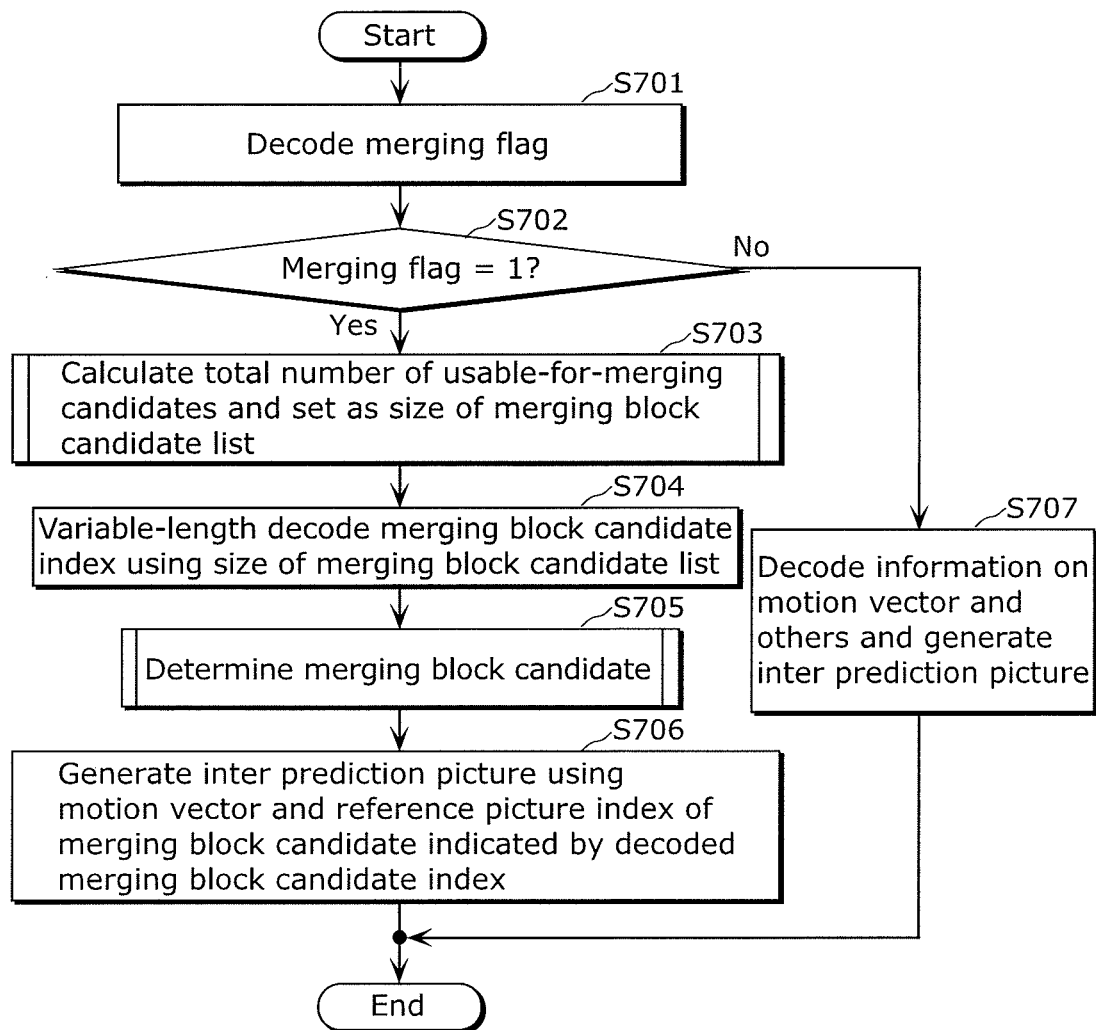 Start
S701
Decode merging flag
S702
Merging flag = 1?
No
Yes
S703
Calculate total number of usable-for-merging
candidates and set as size of merging block
candidate list
S704
Variable-length decode merging block candidate
index using size of merging block candidate list
S707
Decode information on
motion vector and
others and generate
inter prediction picture
S705
Determine merging block candidate
S706
Generate inter prediction picture using
motion vector and reference picture index of
merging block candidate indicated by decoded
merging block candidate index
End